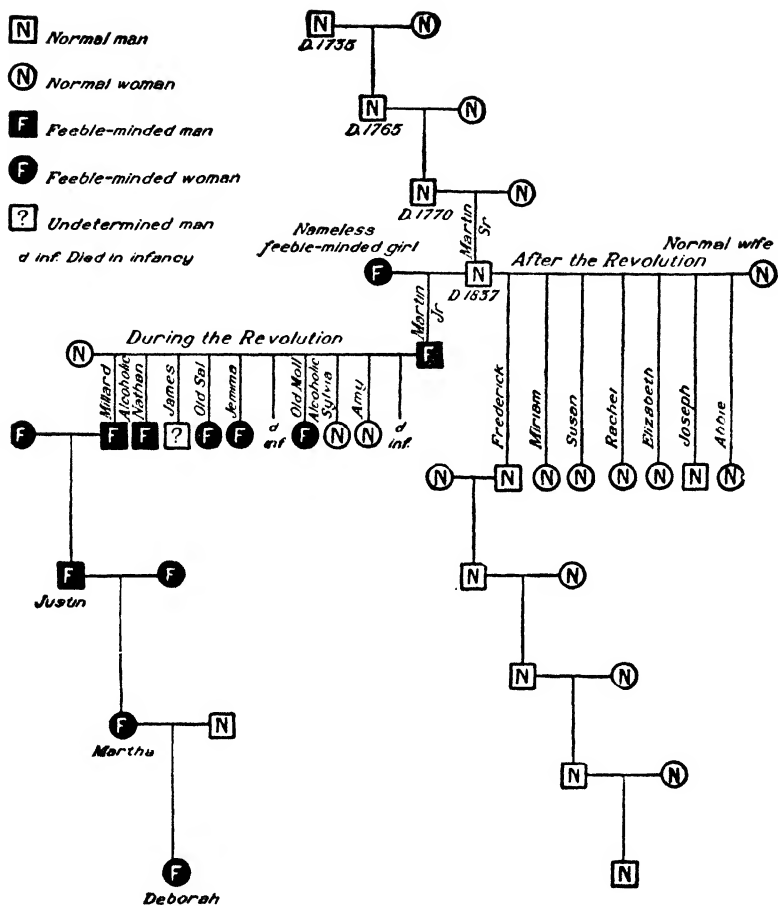 N Normal man
N Normal woman
F Feeble-minded man
F Feeble-minded woman
? Undetermined man
d inf. Died in infancy
N N
D.1735
N N
D.1765
N N
D.1770
Martin Sr
Nameless
feeble-minded girl
Normal wife
After the Revolution
F N N
D 1837
Martin Jr
During the Revolution
N F
Millard
Alcoholic
Nathan
James
Old Sal
Jemma
d inf.
Old Moll
Alcoholic
Sylvia
Amy
d inf.
F F F ? F F F N N
Frederick
Miriam
Susan
Rachel
Elizabeth
Joseph
Abbie
N N N N N N N N
F F
Justin
N N
N N
F N
Martha
N N
F
Deborah
N